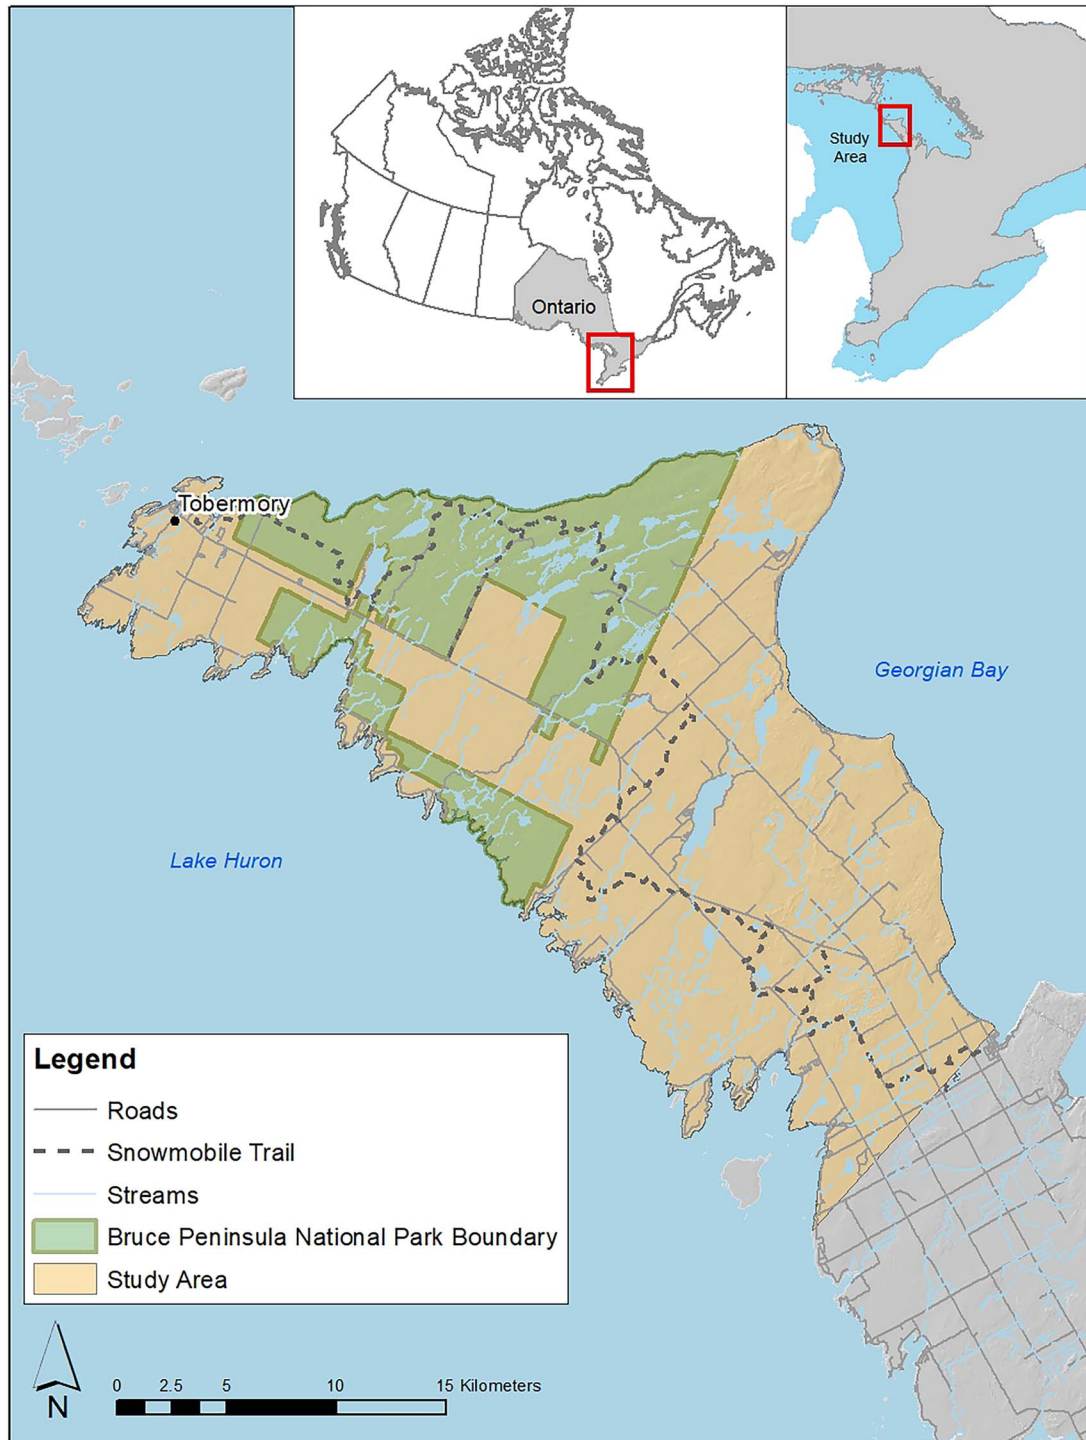 Ontario
Study
Area
Tobermory
Georgian Bay
Lake Huron
Legend
Roads
Snowmobile Trail
Streams
Bruce Peninsula National Park Boundary
Study Area
N
0 2.5 5 10 15 Kilometers